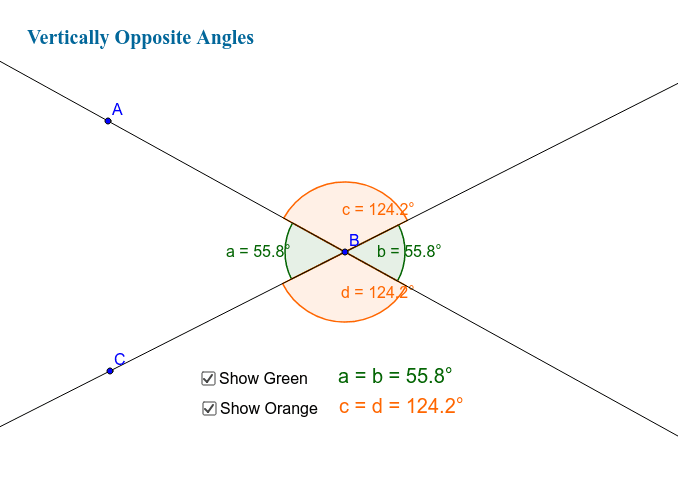 Vertically Opposite Angles
A
c = 124.2°
B
a = 55.8°
b = 55.8°
d = 124.2°
C
Show Green
a = b = 55.8°
Show Orange
c = d = 124.2°